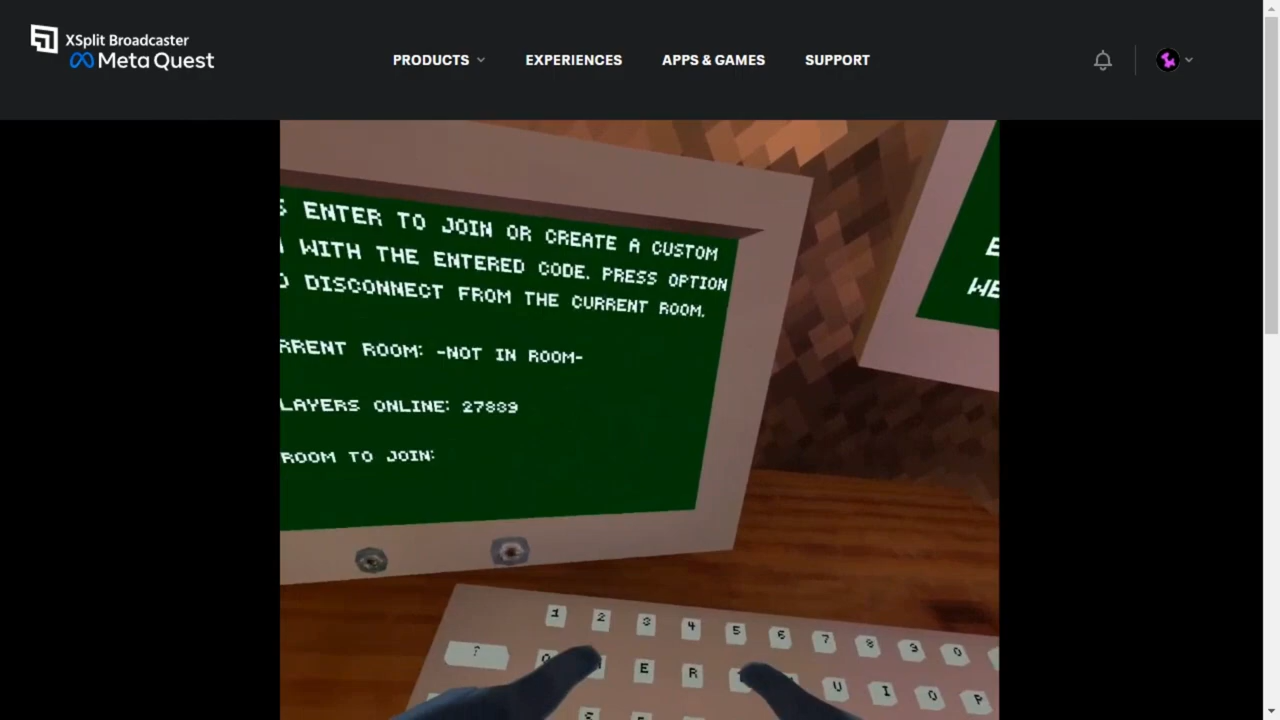 XSplit Broadcaster
Meta Quest
PRODUCTS
EXPERIENCES
APPS & GAMES
SUPPORT
ENTER TO JOIN OR CREATE A CUSTOM
WITH THE ENTERED CODE. PRESS OPTION
DISCONNECT FROM THE CURRENT ROOM.
RRENT ROOM: -NOT IN ROOM-
LAYERS ONLINE: 27889
ROOM TO JOIN:
WE
1 2 3 4 5 6 7 8 9 0
E R U I O P